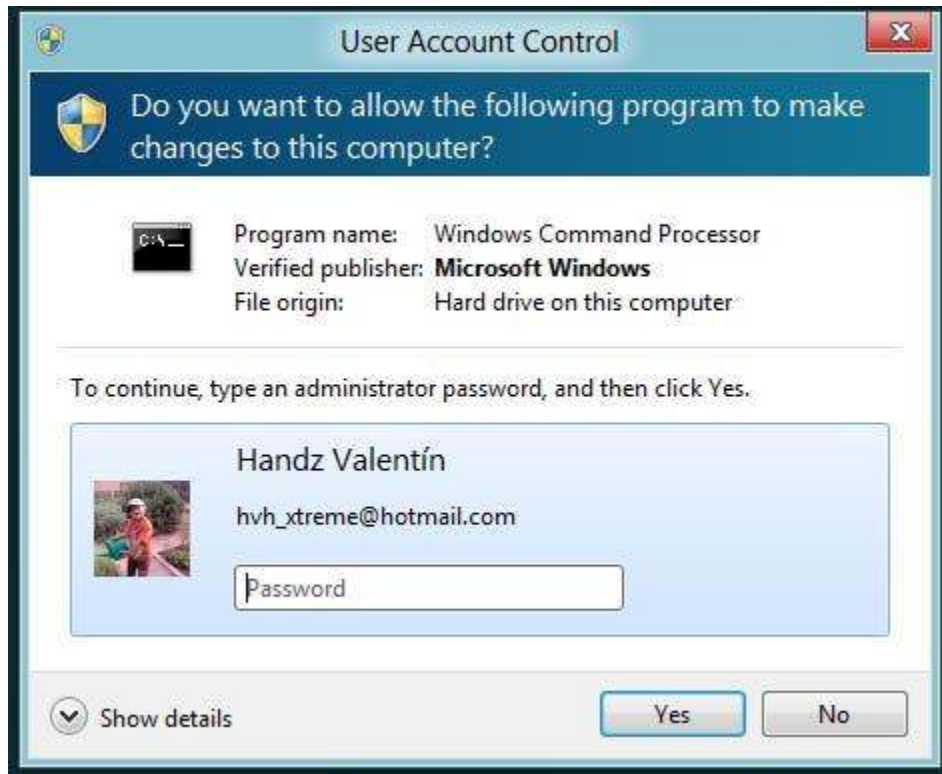 User Account Control
Do you want to allow the following program to make
changes to this computer?
C:\_
Program name: Windows Command Processor
Verified publisher: Microsoft Windows
File origin: Hard drive on this computer
To continue, type an administrator password, and then click Yes.
Handz Valentín
hvh_xtreme@hotmail.com
Password
Show details
Yes
No